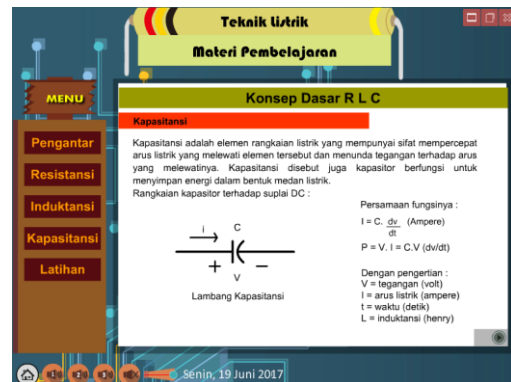 Teknik Listrik
Materi Pembelajaran
MENU
Pengantar
Resistansi
Induktansi
Kapasitansi
Latihan
Konsep Dasar R L C
Kapasitansi
Kapasitansi adalah elemen rangkaian listrik yang mempunyai sifat mempercepat
arus listrik yang melewati elemen tersebut dan menunda tegangan terhadap arus
yang melewatinya. Kapasitansi disebut juga kapasitor berfungsi untuk
menyimpan energi dalam bentuk medan listrik.
Rangkaian kapasitor terhadap suplai DC :
i
C
+
−
V
Lambang Kapasitansi
Persamaan fungsinya :
I = C. dv (Ampere)
dt
P = V. I = C.V (dv/dt)
Dengan pengertian :
V = tegangan (volt)
I = arus listrik (ampere)
t = waktu (detik)
L = induktansi (henry)
Senin, 19 Juni 2017